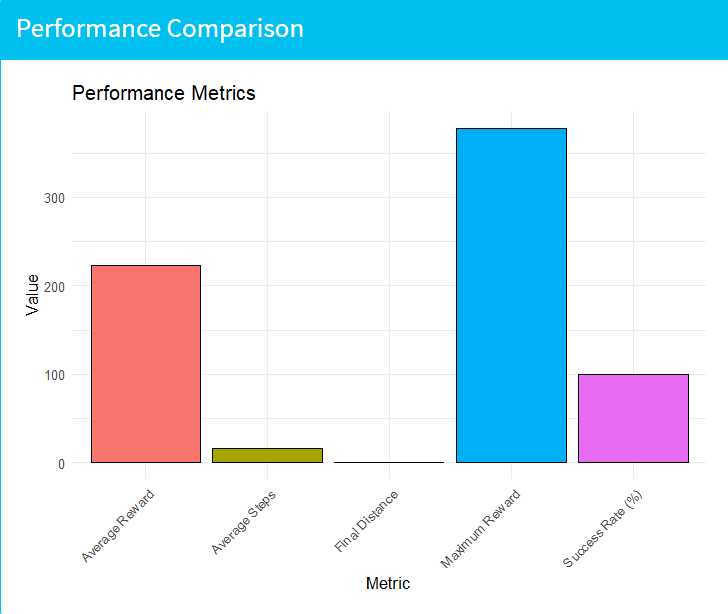 Performance Comparison
Performance Metrics
300
200
100
0
Value
Average Reward
Average Steps
Final Distance
Maximum Reward
Success Rate (%)
Metric